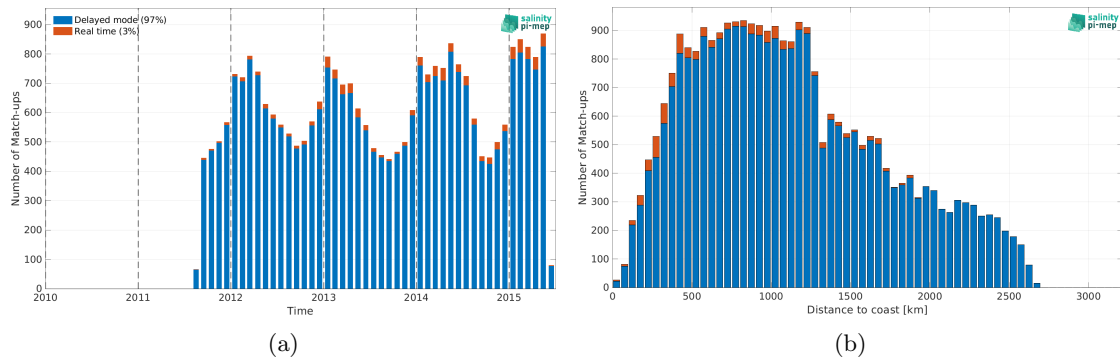 Delayed mode (97%)
Real time (3%)
salinity
pi-mep
900
800
700
600
500
400
300
200
100
0
Number of Match-ups
2010
2011
2012
2013
2014
2015
Time
(a)
salinity
pi-mep
900
800
700
600
500
400
300
200
100
0
Number of Match-ups
0
500
1000
1500
2000
2500
3000
Distance to coast [km]
(b)